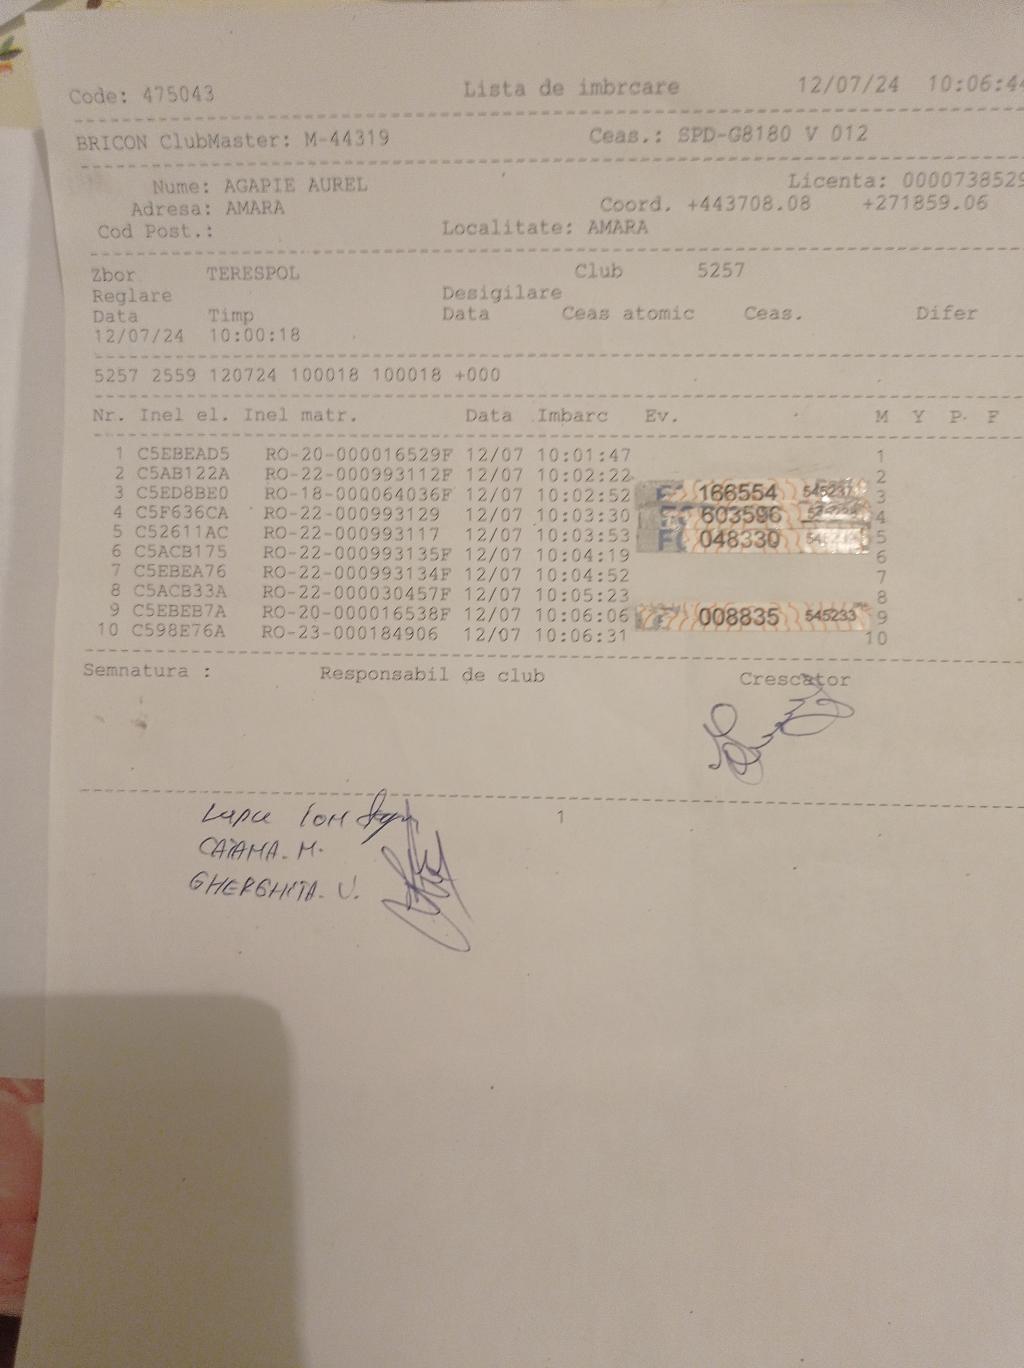 Code: 475043 Lista de imbrcare 12/07/24 10:06:44
BRICON ClubMaster: M-44319 Ceas.: SPD-G8180 V 012
Nume: AGAPIE AUREL Licenta: 0000738529
Adresa: AMARA Coord. +443708.08 +271859.06
Cod Post.: Localitate: AMARA
Zbor TERESPOL Club 5257
Reglare Desigilare
Data Timp Data Ceas atomic Ceas. Difer
12/07/24 10:00:18
5257 2559 120724 100018 100018 +000
Nr. Inel el. Inel matr. Data Imbarc Ev. M Y P. F
1 C5EBEAD5 RO-20-000016529F 12/07 10:01:47 1
2 C5AB122A RO-22-000993112F 12/07 10:02:22 2
3 C5ED8BE0 RO-18-000064036F 12/07 10:02:52 166554 545237 3
4 C5F636CA RO-22-000993129 12/07 10:03:30 603596 4
5 C52611AC RO-22-000993117 12/07 10:03:53 048330 5
6 C5ACB175 RO-22-000993135F 12/07 10:04:19 6
7 C5EBEA76 RO-22-000993134F 12/07 10:04:52 7
8 C5ACB33A RO-22-000030457F 12/07 10:05:23 8
9 C5EBEB7A RO-20-000016538F 12/07 10:06:06 008835 545233 9
10 C598E76A RO-23-000184906 12/07 10:06:31 10
Semnatura : Responsabil de club Crescator
1
CAIAMA. M.
GHERGHITA. V.